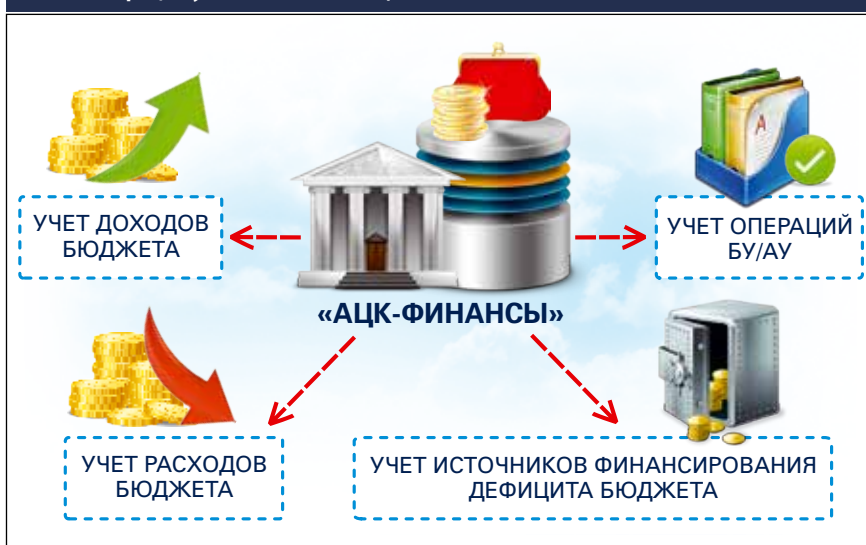 УЧЕТ ДОХОДОВ
БЮДЖЕТА
УЧЕТ ОПЕРАЦИЙ
БУ/АУ
«АЦК-ФИНАНСЫ»
УЧЕТ РАСХОДОВ
БЮДЖЕТА
УЧЕТ ИСТОЧНИКОВ ФИНАНСИРОВАНИЯ
ДЕФИЦИТА БЮДЖЕТА